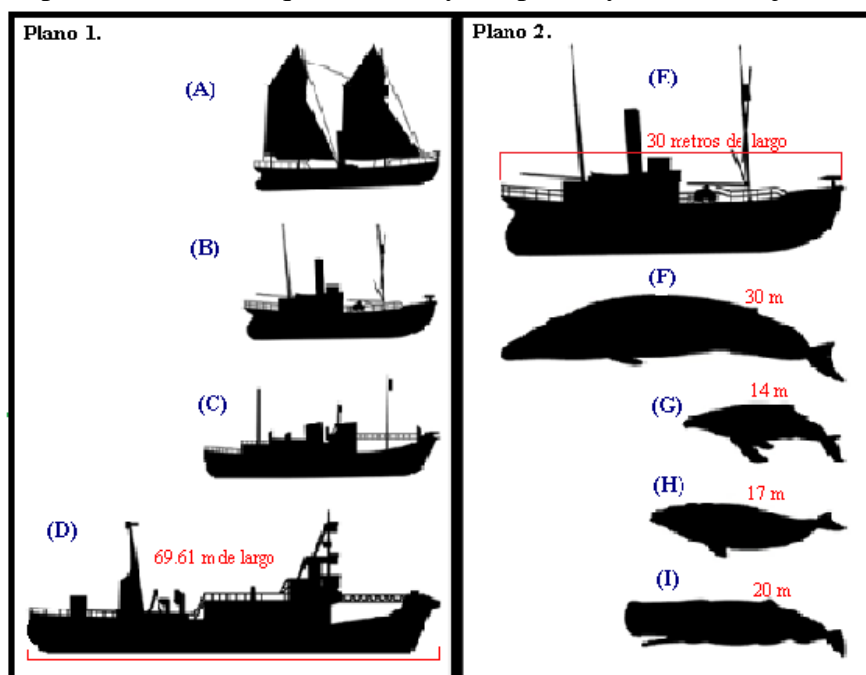 Plano 1.
(A)
(B)
(C)
(D)
69.61 m de largo
Plano 2.
(E)
30 metros de largo
(F)
30 m
14 m
(G)
(H)
17 m
(I)
20 m